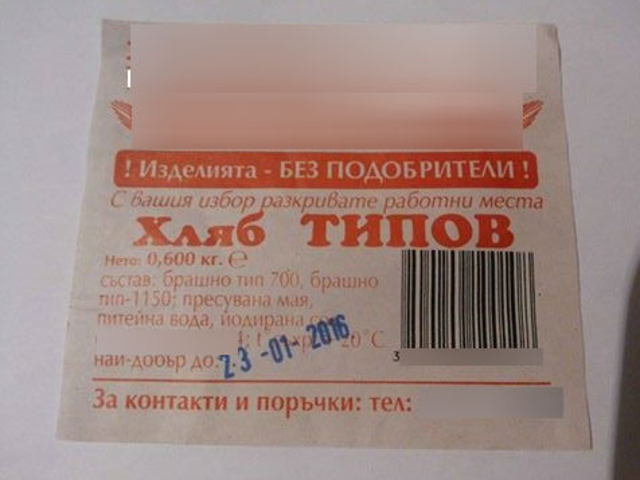 ! Изделията - БЕЗ ПОДОБРИТЕЛИ !
С вашия избор разкривате работни места
Хляб ТИПОВ
Нето: 0,600 кг. ℮
състав: брашно тип 700, брашно
тип-1150; пресувана мая,
питейна вода, йодирана
20°С
най-добър до: 23 -01- 2016
3
За контакти и поръчки: тел: